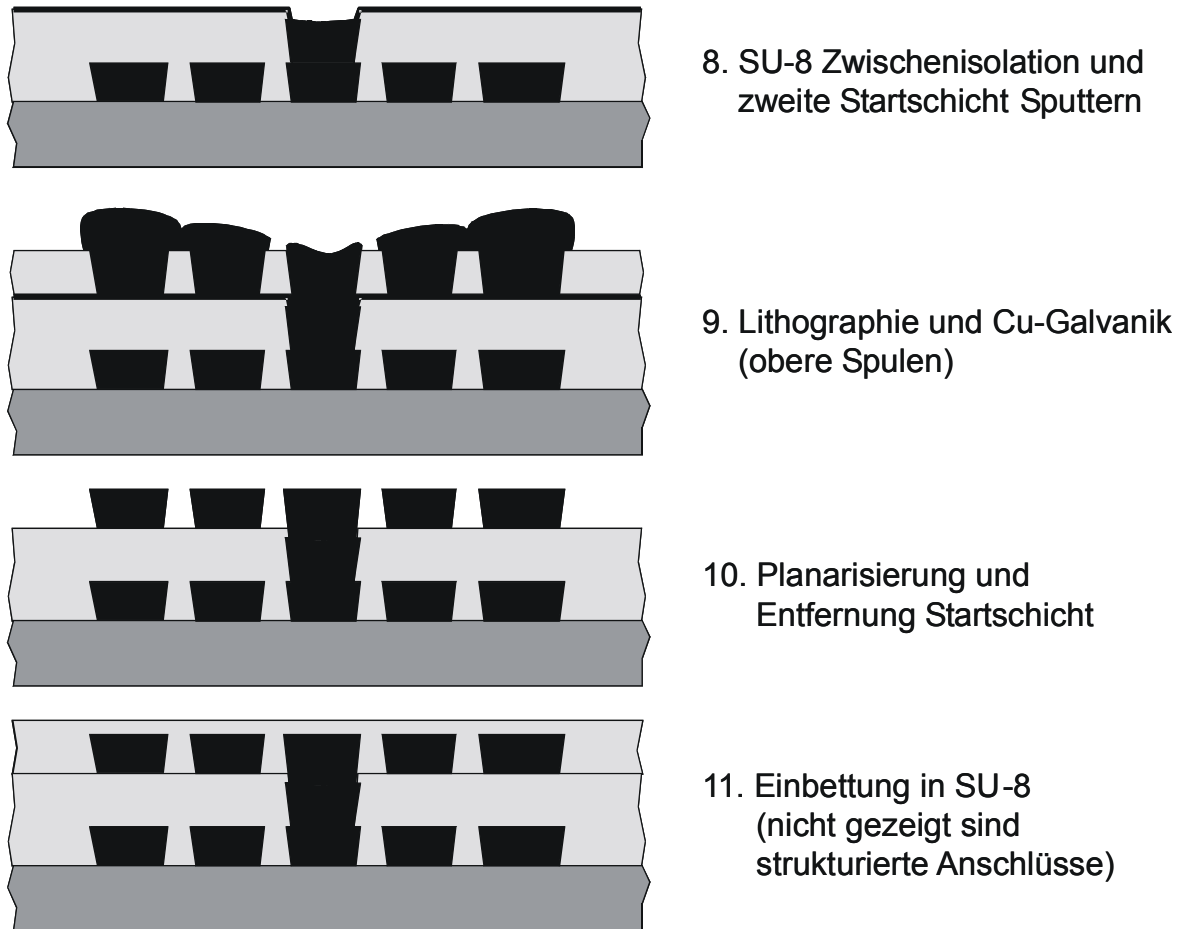 8. SU-8 Zwischenisolation und
zweite Startschicht Sputtern
9. Lithographie und Cu-Galvanik
(obere Spulen)
10. Planarisierung und
Entfernung Startschicht
11. Einbettung in SU-8
(nicht gezeigt sind
strukturierte Anschlüsse)